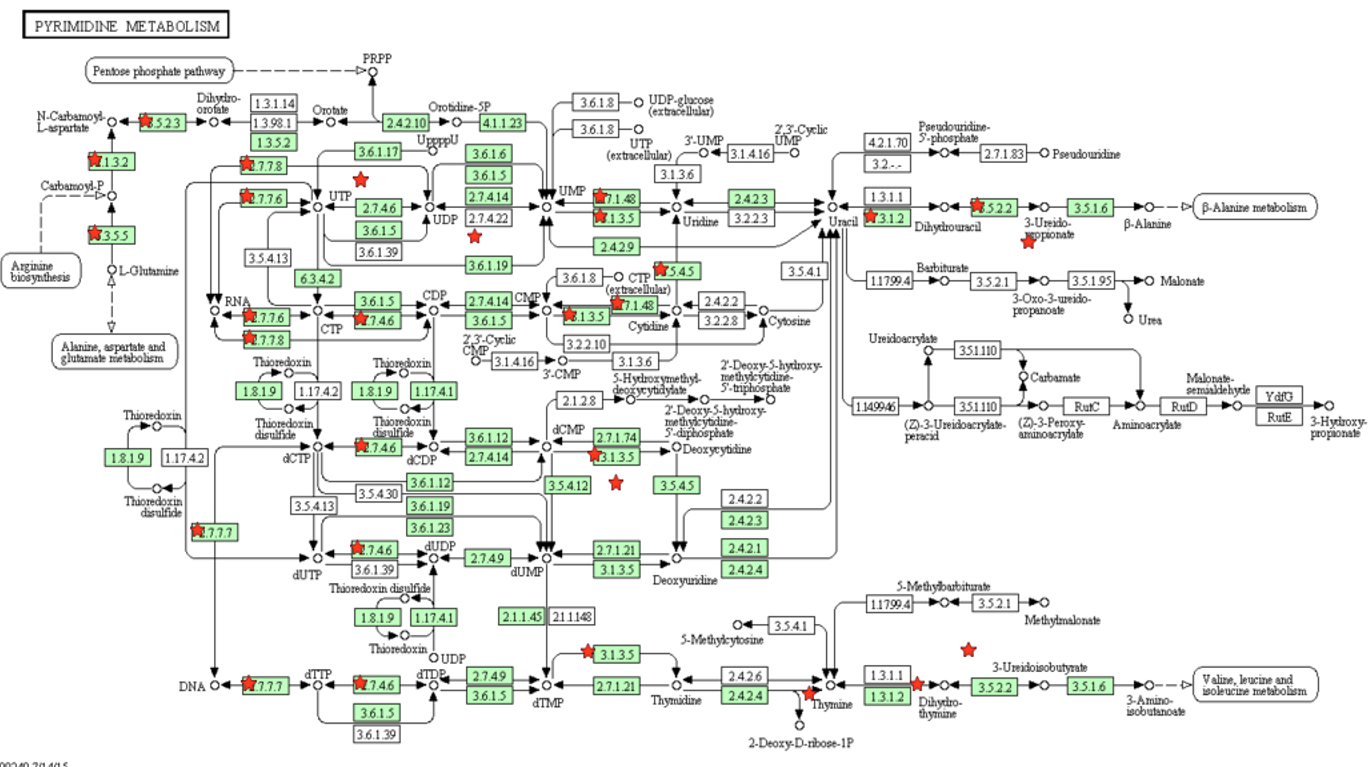 PYRIMIDINE METABOLISM
Pentose phosphate pathway
PRPP
N-Carbamoyl-
L-aspartate
3.5.2.3
Dihydro-
orotate
1.3.1.14
1.3.98.1
1.3.5.2
Orotate
2.4.2.10
Orotidine-5P
4.1.1.23
UppppU
3.6.1.8
UDP-glucose
(extracellular)
3.6.1.8
UTP
(extracellular)
3'-UMP
3.1.4.16
2',3'-Cyclic
UMP
3.1.3.6
4.2.1.70
3.2.-.-
Pseudouridine-
5'-phosphate
2.7.1.83
Pseudouridine
.1.3.2
Carbamoyl-P
.3.5.5
Arginine
biosynthesis
L-Glutamine
Alanine, aspartate and
glutamate metabolism
.7.7.8
3.6.1.17
3.6.1.6
3.6.1.5
.7.7.6
UTP
2.7.4.6
3.6.1.5
3.6.1.39
UDP
2.7.4.14
2.7.4.22
UMP
.7.1.48
.1.3.5
Uridine
2.4.2.3
3.2.2.3
Uracil
1.3.1.1
.3.1.2
Dihydrouracil
.5.2.2
3-Ureido-
propionate
3.5.1.6
β-Alanine
β-Alanine metabolism
2.4.2.9
3.5.4.13
6.3.4.2
3.6.1.19
3.6.1.8
CTP
(extracellular)
.5.4.5
3.5.4.1
1.1.7.99.4
Barbiturate
3.5.2.1
3-Oxo-3-ureido-
propanoate
3.5.1.95
Malonate
Urea
RNA
.7.7.6
.7.7.8
CTP
3.6.1.5
.7.4.6
CDP
2.7.4.14
3.6.1.5
CMP
.7.1.48
.1.3.5
Cytidine
2.4.2.2
3.2.2.8
Cytosine
3.2.2.10
2',3'-Cyclic
CMP
3.1.4.16
3'-CMP
3.1.3.6
Ureidoacrylate
3.5.1.110
Carbamate
1.14.99.46
(Z)-3-Ureidoacrylate-
peracid
3.5.1.110
(Z)-3-Peroxy-
aminoacrylate
RutC
Aminoacrylate
RutD
Malonate-
semialdehyde
YdfG
RutE
3-Hydroxy-
propionate
Thioredoxin
1.8.1.9
1.17.4.2
Thioredoxin
disulfide
Thioredoxin
1.8.1.9
1.17.4.1
Thioredoxin
disulfide
Thioredoxin
1.8.1.9
1.17.4.2
Thioredoxin
disulfide
2.1.2.8
5-Hydroxymethyl-
deoxycytidylate
2'-Deoxy-5-hydroxy-
methylcytidine-
5'-diphosphate
2'-Deoxy-5-hydroxy-
methylcytidine-
5'-triphosphate
dCTP
.7.4.6
dCDP
3.6.1.12
2.7.4.14
dCMP
2.7.1.74
3.1.3.5
Deoxycytidine
3.6.1.12
3.5.4.30
3.6.1.19
3.6.1.23
3.5.4.13
3.5.4.12
3.5.4.5
2.4.2.2
2.4.2.3
.7.7.7
dUTP
.7.4.6
3.6.1.39
dUDP
2.7.4.9
dUMP
2.7.1.21
3.1.3.5
Deoxyuridine
2.4.2.1
2.4.2.4
Thioredoxin disulfide
1.8.1.9
1.17.4.1
Thioredoxin
UDP
2.1.1.45
2.1.1.148
5-Methylcytosine
3.5.4.1
5-Methylbarbiturate
1.1.7.99.4
3.5.2.1
Methylmalonate
DNA
.7.7.7
dTTP
.7.4.6
3.6.1.5
3.6.1.39
dTDP
2.7.4.9
3.6.1.5
dTMP
3.1.3.5
2.7.1.21
Thymidine
2.4.2.6
2.4.2.4
2-Deoxy-D-ribose-1P
Thymine
1.3.1.1
1.3.1.2
Dihydro-
thymine
3.5.2.2
3-Ureidoisobutyrate
3.5.1.6
3-Amino-
isobutanoate
Valine, leucine and
isoleucine metabolism